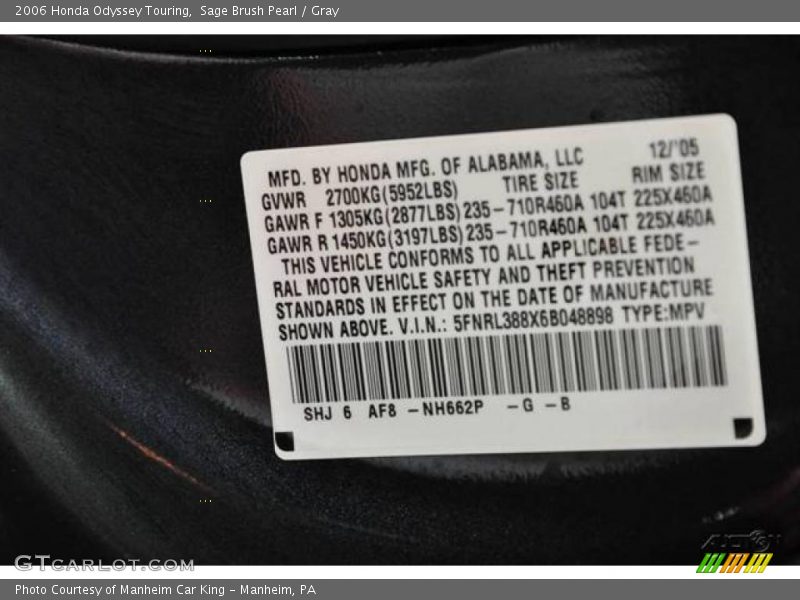 2006 Honda Odyssey Touring,  Sage Brush Pearl / Gray
MFD. BY HONDA MFG. OF ALABAMA, LLC 12/'05
GVWR 2700KG(5952LBS) TIRE SIZE RIM SIZE
GAWR F 1305KG(2877LBS) 235-710R460A 104T 225X460A
GAWR R 1450KG(3197LBS) 235-710R460A 104T 225X460A
THIS VEHICLE CONFORMS TO ALL APPLICABLE FEDE-
RAL MOTOR VEHICLE SAFETY AND THEFT PREVENTION
STANDARDS IN EFFECT ON THE DATE OF MANUFACTURE
SHOWN ABOVE. V.I.N.: 5FNRL388X6B048898 TYPE:MPV
SHJ 6 AF8 -NH662P -G -B
GTCARLOT.COM
Photo Courtesy of Manheim Car King - Manheim, PA